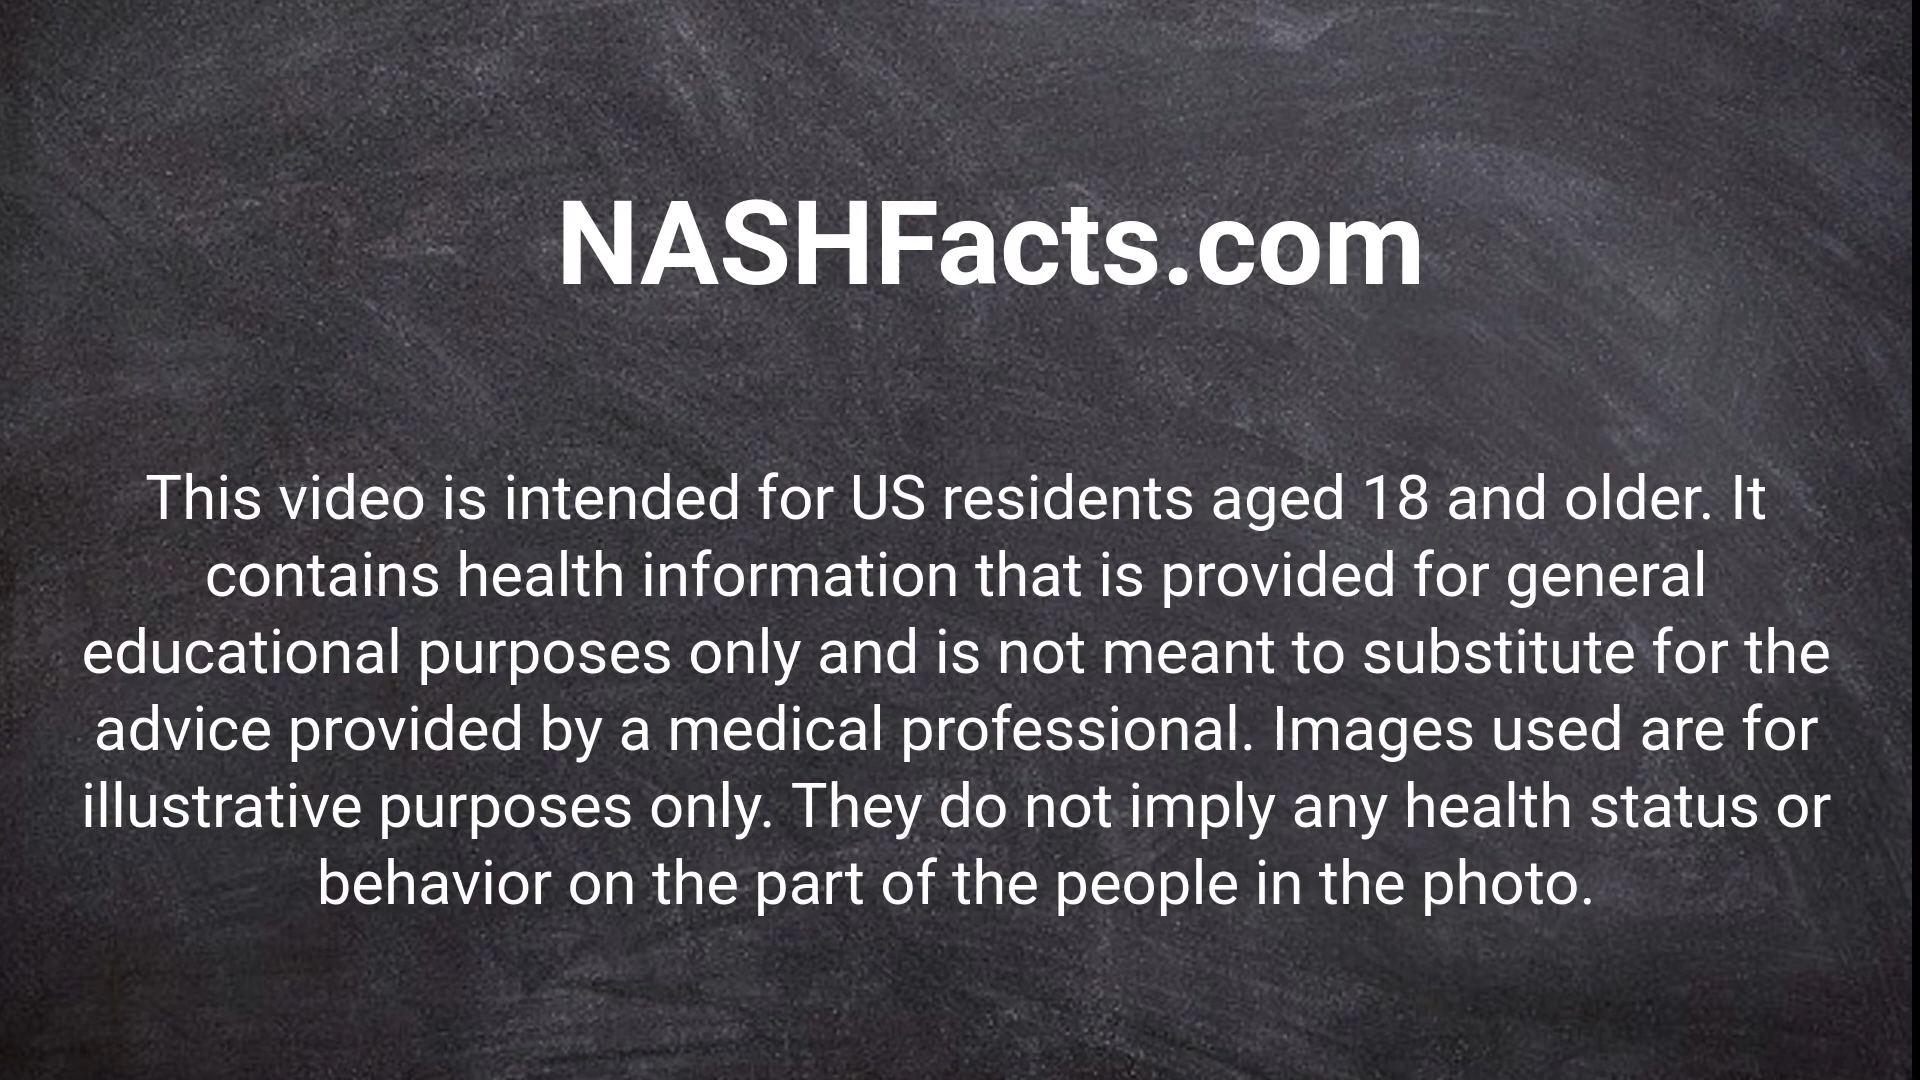 NASHFacts.com
This video is intended for US residents aged 18 and older. It
contains health information that is provided for general
educational purposes only and is not meant to substitute for the
advice provided by a medical professional. Images used are for
illustrative purposes only. They do not imply any health status or
behavior on the part of the people in the photo.